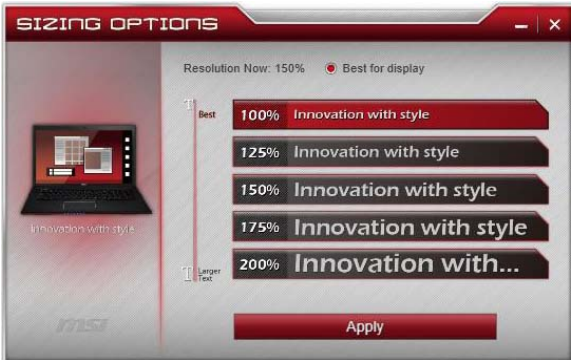 SIZING OPTIONS
Resolution Now: 150% Best for display
T Best
100% Innovation with style
125% Innovation with style
150% Innovation with style
175% Innovation with style
200% Innovation with...
T Larger Text
Innovation with style
msi
Apply